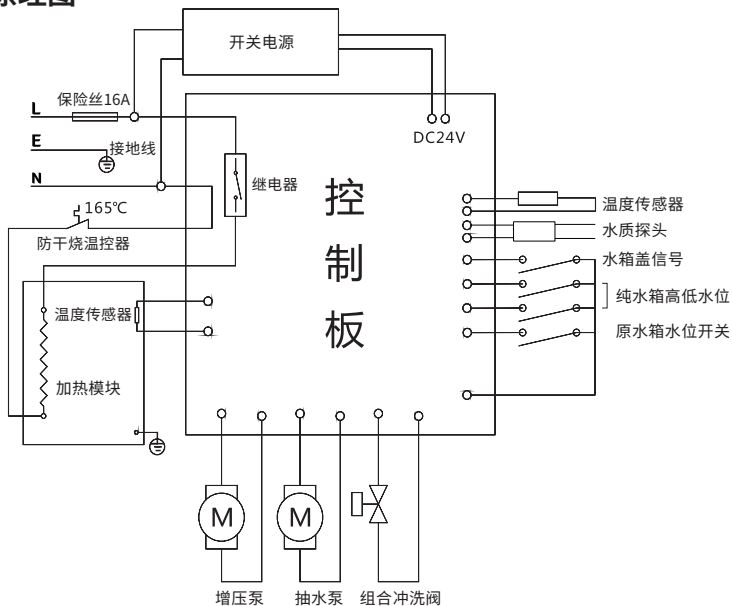 开关电源
保险丝16A
L
DC24V
E
接地线
N
继电器
165℃
防干烧温控器
控
制
板
温度传感器
水质探头
水箱盖信号
纯水箱高低水位
原水箱水位开关
温度传感器
加热模块
M
M
增压泵
抽水泵
组合冲洗阀